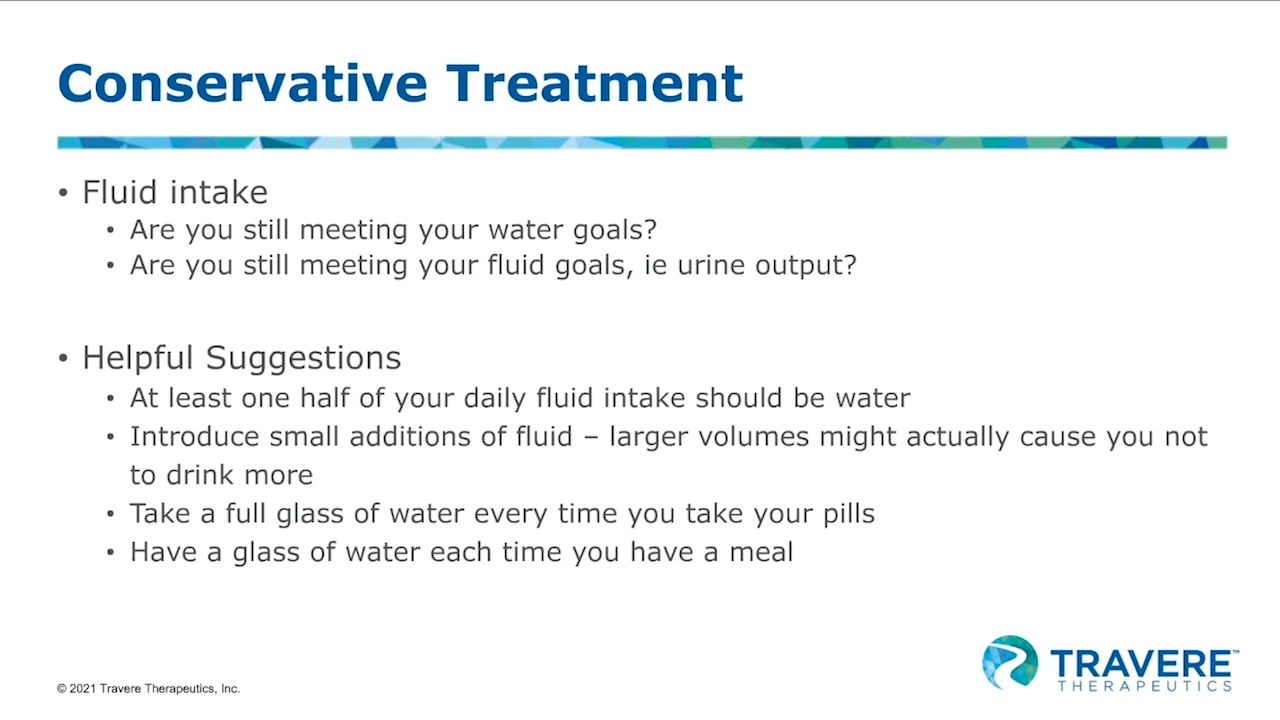 Conservative Treatment
• Fluid intake
• Are you still meeting your water goals?
• Are you still meeting your fluid goals, ie urine output?
• Helpful Suggestions
• At least one half of your daily fluid intake should be water
• Introduce small additions of fluid – larger volumes might actually cause you not
to drink more
• Take a full glass of water every time you take your pills
• Have a glass of water each time you have a meal
TRAVERE™
THERAPEUTICS
© 2021 Travere Therapeutics, Inc.